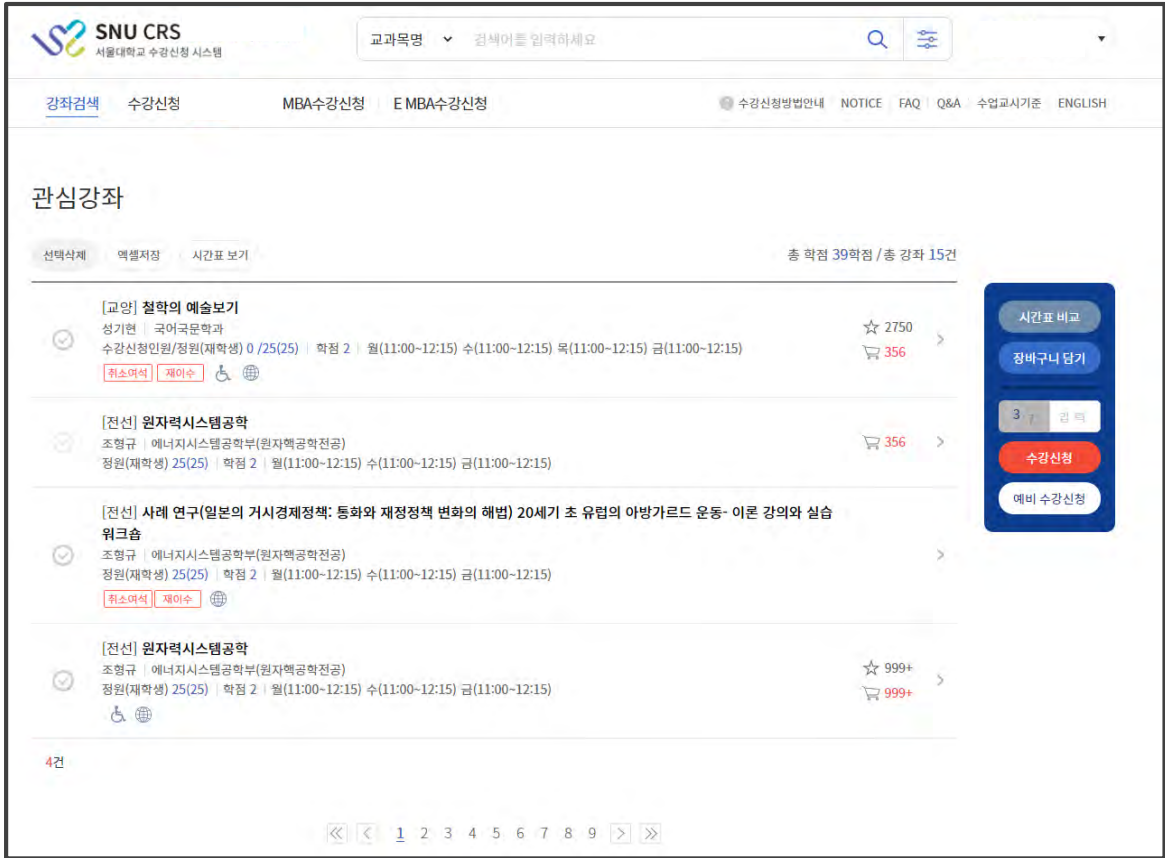 SNU CRS
서울대학교 수강신청 시스템
교과목명
검색어를 입력하세요
강좌검색 수강신청 MBA수강신청 E MBA수강신청
수강신청방법안내 NOTICE FAQ Q&A 수업교시기준 ENGLISH
관심강좌
선택삭제 엑셀저장 시간표 보기
총 학점 39학점 / 총 강좌 15건
[교양] 철학의 예술보기
성기현 국어국문학과
수강신청인원/정원(재학생) 0 /25(25) 학점 2 월(11:00~12:15) 수(11:00~12:15) 목(11:00~12:15) 금(11:00~12:15)
취소여석 재이수
2750
356
[전선] 원자력시스템공학
조형규 에너지시스템공학부(원자핵공학전공)
정원(재학생) 25(25) 학점 2 월(11:00~12:15) 수(11:00~12:15) 금(11:00~12:15)
356
[전선] 사례 연구(일본의 거시경제정책: 통화와 재정정책 변화의 해법) 20세기 초 유럽의 아방가르드 운동- 이론 강의와 실습
워크숍
조형규 에너지시스템공학부(원자핵공학전공)
정원(재학생) 25(25) 학점 2 월(11:00~12:15) 수(11:00~12:15) 금(11:00~12:15)
취소여석 재이수
[전선] 원자력시스템공학
조형규 에너지시스템공학부(원자핵공학전공)
정원(재학생) 25(25) 학점 2 월(11:00~12:15) 수(11:00~12:15) 금(11:00~12:15)
999+
999+
4건
1 2 3 4 5 6 7 8 9
시간표 비교
장바구니 담기
3
수강신청
예비 수강신청